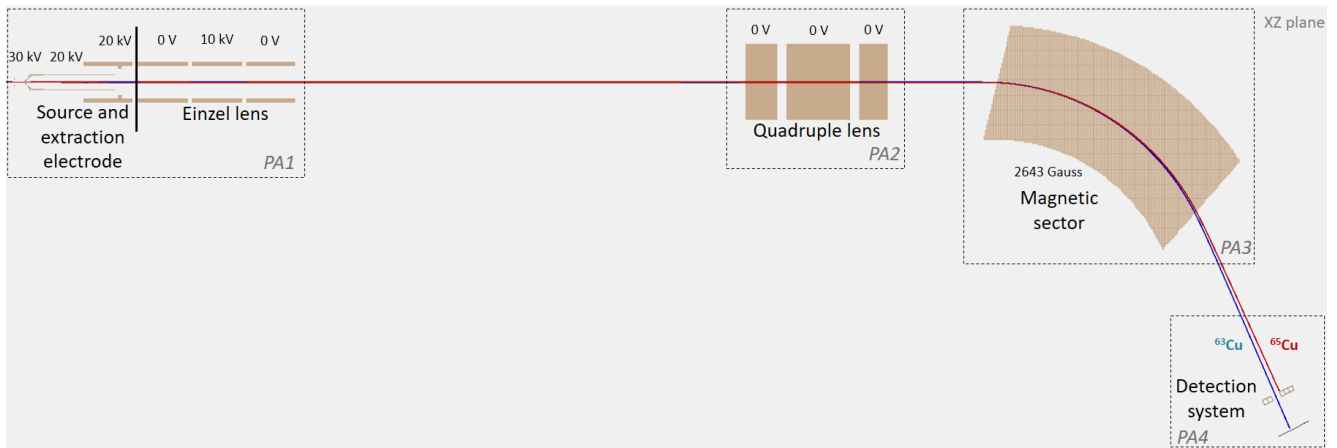 XZ plane
0 V 0 V 0 V
20 kV 0 V 10 kV 0 V
30 kV 20 kV
Source and
extraction
electrode
Einzel lens
PA1
Quadruple lens
PA2
2643 Gauss
Magnetic
sector
PA3
63Cu 65Cu
Detection
system
PA4